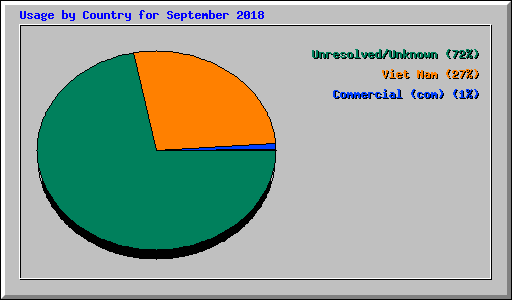 Usage by Country for September 2018
Unresolved/Unknown (72%)
Viet Nam (27%)
Commercial (com) (1%)